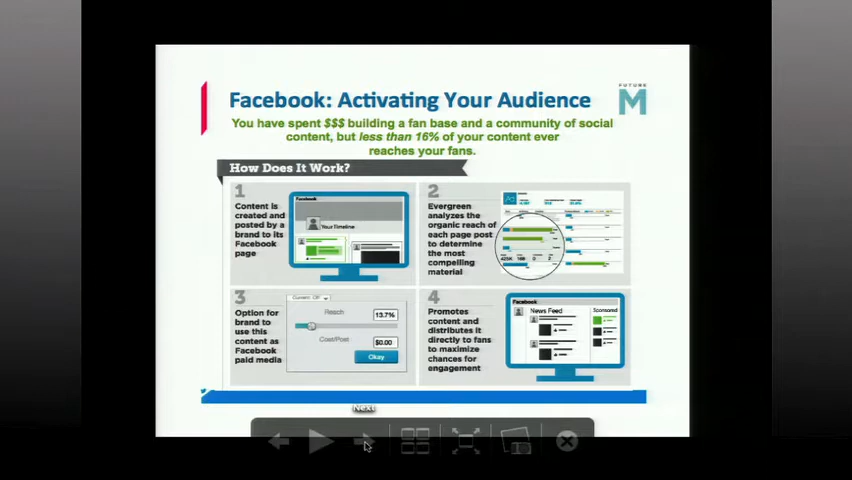 Facebook: Activating Your Audience
FUTURE
M
You have spent $$$ building a fan base and a community of social
content, but less than 16% of your content ever
reaches your fans.
How Does It Work?
1
Content is
created and
posted by a
brand to its
Facebook
page
Facebook
Your Timeline
2
Evergreen
analyzes the
organic reach of
each page post
to determine
the most
compelling
material
3
Option for
brand to
use this
content as
Facebook
paid media
Reach
13.7%
Cost/Post
$0.00
Okay
4
Promotes
content and
distributes it
directly to fans
to maximize
chances for
engagement
Facebook
News Feed
Sponsored
Next